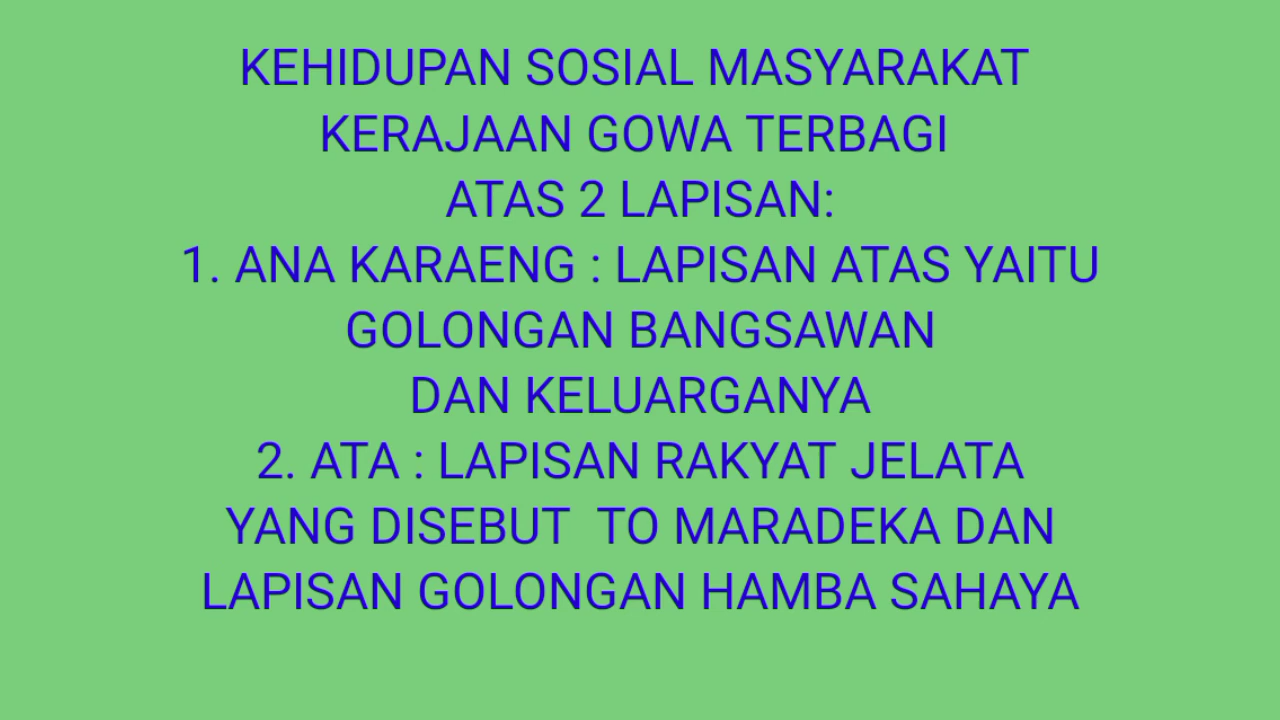 KEHIDUPAN SOSIAL MASYARAKAT
KERAJAAN GOWA TERBAGI
ATAS 2 LAPISAN:
1. ANA KARAENG : LAPISAN ATAS YAITU
GOLONGAN BANGSAWAN
DAN KELUARGANYA
2. ATA : LAPISAN RAKYAT JELATA
YANG DISEBUT  TO MARADEKA DAN
LAPISAN GOLONGAN HAMBA SAHAYA